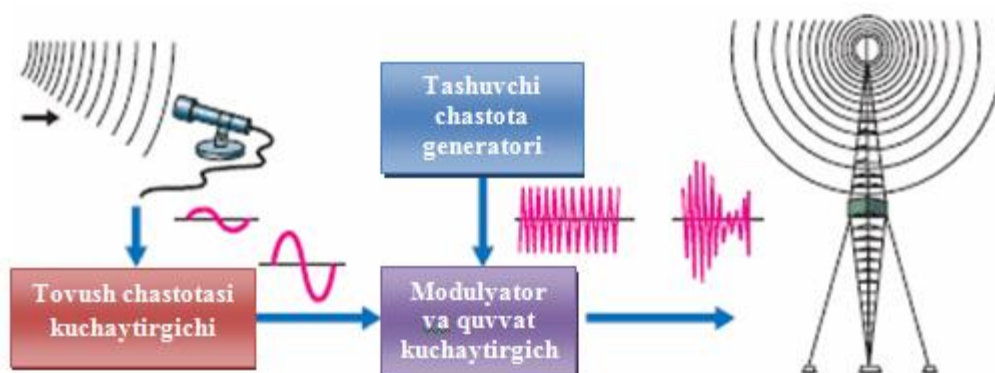 Tashuvchi
chastota
generatori
Tovush chastotasi
kuchaytirgichi
Modulyator
va quvvat
kuchaytirgich